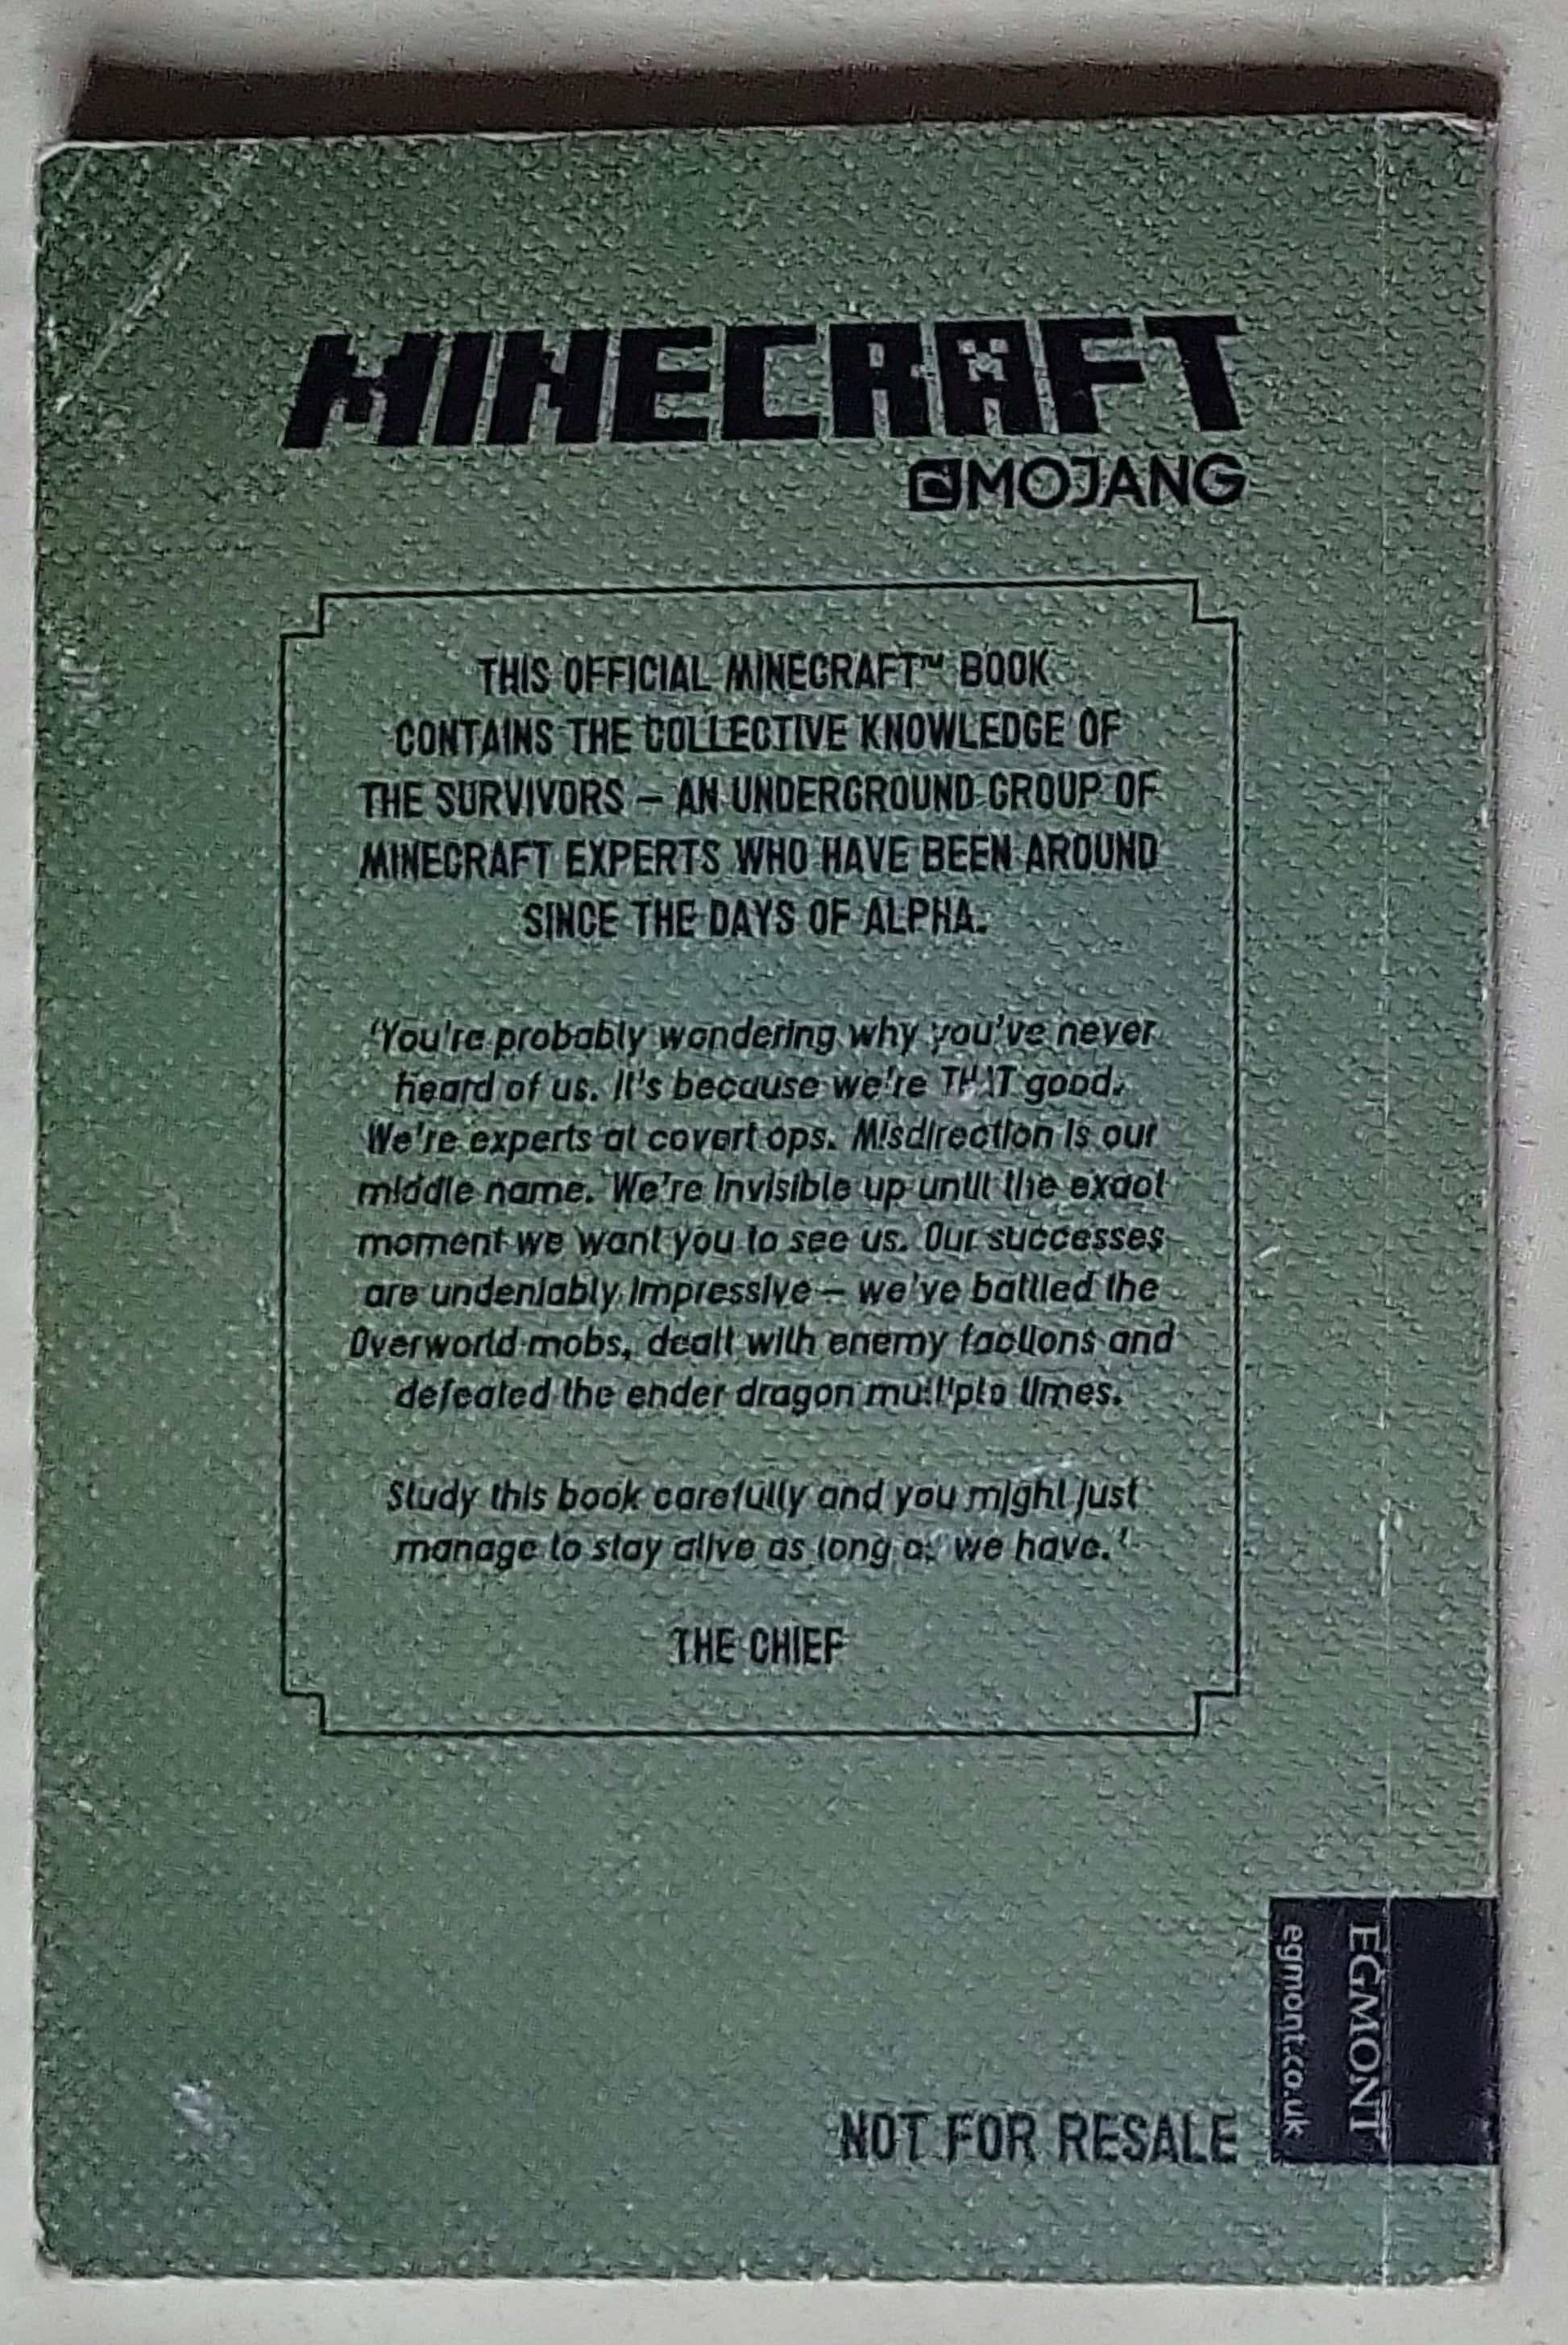 MINECRAFT
MOJANG
THIS OFFICIAL MINECRAFT™ BOOK
CONTAINS THE COLLECTIVE KNOWLEDGE OF
THE SURVIVORS – AN UNDERGROUND GROUP OF
MINECRAFT EXPERTS WHO HAVE BEEN AROUND
SINCE THE DAYS OF ALPHA.
'You're probably wondering why you've never
heard of us. It's because we're THAT good.
We're experts at covert ops. Misdirection is our
middle name. We're invisible up until the exact
moment we want you to see us. Our successes
are undeniably impressive – we've battled the
Overworld mobs, dealt with enemy factions and
defeated the ender dragon multiple times.
Study this book carefully and you might just
manage to stay alive as long as we have.'
THE CHIEF
EGMONT
egmont.co.uk
NOT FOR RESALE